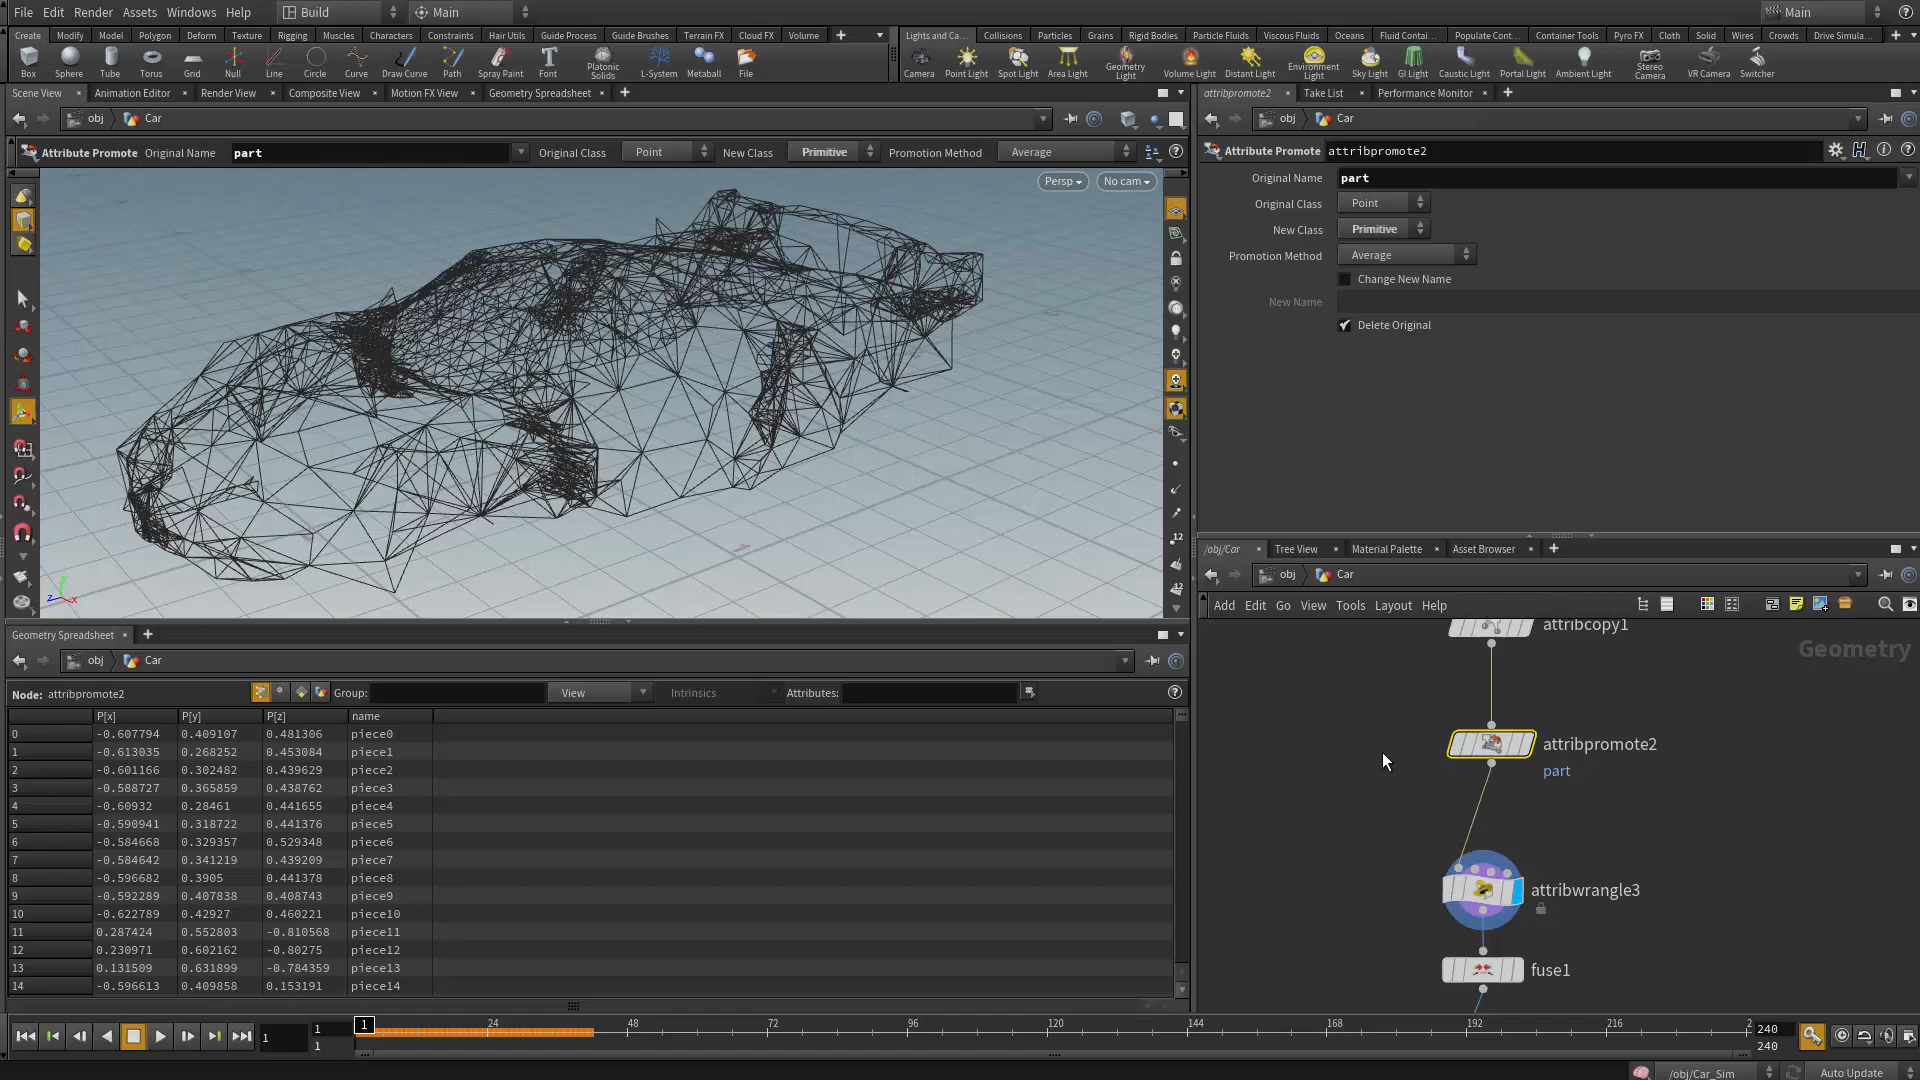 File Edit Render Assets Windows Help Build Main Main
Create Modify Model Polygon Deform Texture Rigging Muscles Characters Constraints Hair Utils Guide Process Guide Brushes Terrain FX Cloud FX Volume
Lights and Ca... Collisions Particles Grains Rigid Bodies Particle Fluids Viscous Fluids Oceans Fluid Contai... Populate Cont... Container Tools Pyro FX Cloth Solid Wires Crowds Drive Simula...
Box Sphere Tube Torus Grid Null Line Circle Curve Draw Curve Path Spray Paint Font Platonic Solids L-System Metaball File
Camera Point Light Spot Light Area Light Geometry Light Volume Light Distant Light Environment Light Sky Light GI Light Caustic Light Portal Light Ambient Light Stereo Camera VR Camera Switcher
Scene View Animation Editor Render View Composite View Motion FX View Geometry Spreadsheet
obj Car
Attribute Promote Original Name part Original Class Point New Class Primitive Promotion Method Average
Persp No cam
12
12
z x
attribpromote2 Take List Performance Monitor
obj Car
Attribute Promote attribpromote2
Original Name part
Original Class Point
New Class Primitive
Promotion Method Average
Change New Name
New Name
Delete Original
/obj/Car Tree View Material Palette Asset Browser
obj Car
Add Edit Go View Tools Layout Help
attribcopy1
Geometry
attribpromote2
part
attribwrangle3
fuse1
Geometry Spreadsheet
obj Car
Node: attribpromote2 Group: View Intrinsics Attributes:
P[x] P[y] P[z] name
0 -0.607794 0.409107 0.481306 piece0
1 -0.613035 0.268252 0.453084 piece1
2 -0.601166 0.302482 0.439629 piece2
3 -0.588727 0.365859 0.438762 piece3
4 -0.60932 0.28461 0.441655 piece4
5 -0.590941 0.318722 0.441376 piece5
6 -0.584668 0.329357 0.529348 piece6
7 -0.584642 0.341219 0.439209 piece7
8 -0.596682 0.3905 0.441378 piece8
9 -0.592289 0.407838 0.408743 piece9
10 -0.622789 0.42927 0.460221 piece10
11 0.287424 0.552803 -0.810568 piece11
12 0.230971 0.602162 -0.80275 piece12
13 0.131509 0.631899 -0.784359 piece13
14 -0.596613 0.409858 0.153191 piece14
1 1 1 1 24 48 72 96 120 144 168 192 216 2 240
240
/obj/Car_Sim Auto Update